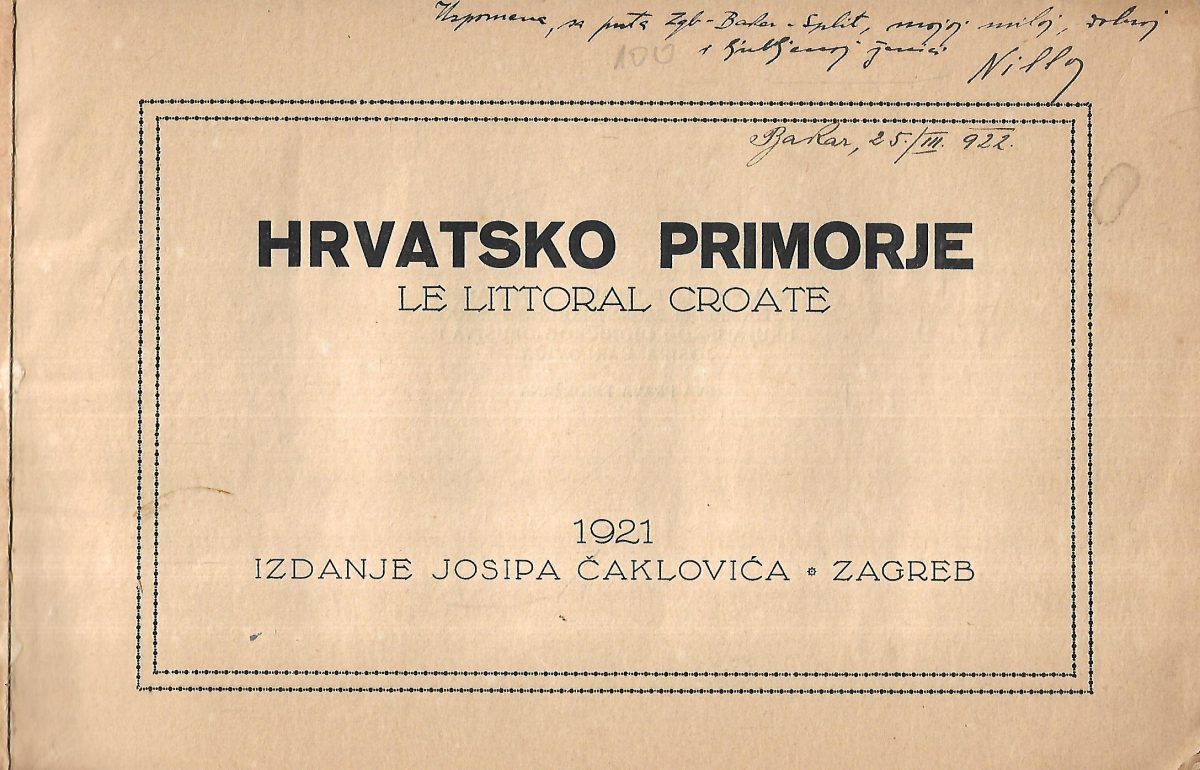 Uspomena, sa puta Zgb-Bakar-Split, mojoj miloj, dobroj
i ljubljenoj ženici
100
Bakar, 25./III. 922.
HRVATSKO PRIMORJE
LE LITTORAL CROATE
1921
IZDANJE JOSIPA ČAKLOVIĆA ☼ ZAGREB